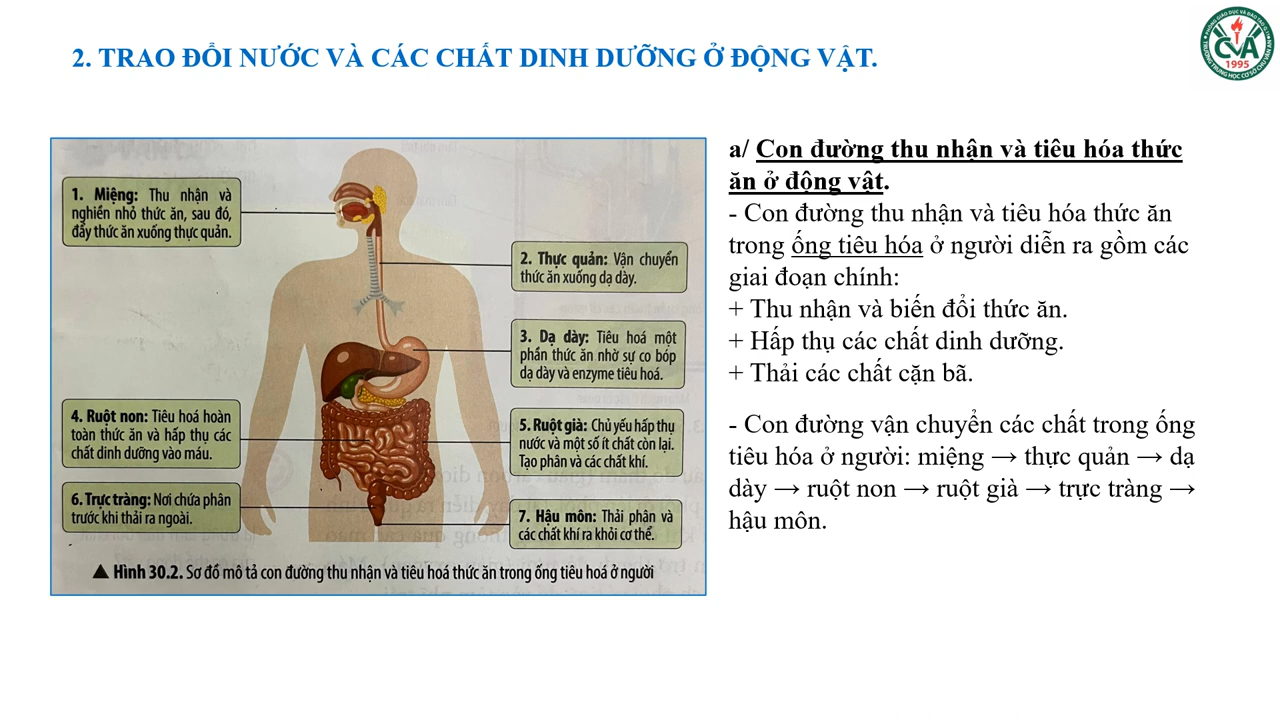 2. TRAO ĐỔI NƯỚC VÀ CÁC CHẤT DINH DƯỠNG Ở ĐỘNG VẬT.
CVA
1995
1. Miệng: Thu nhận và
nghiền nhỏ thức ăn, sau đó,
đẩy thức ăn xuống thực quản.
2. Thực quản: Vận chuyển
thức ăn xuống dạ dày.
3. Dạ dày: Tiêu hoá một
phần thức ăn nhờ sự co bóp
dạ dày và enzyme tiêu hoá.
4. Ruột non: Tiêu hoá hoàn
toàn thức ăn và hấp thụ các
chất dinh dưỡng vào máu.
5. Ruột già: Chủ yếu hấp thụ
nước và một số ít chất còn lại.
Tạo phân và các chất khí.
6. Trực tràng: Nơi chứa phân
trước khi thải ra ngoài.
7. Hậu môn: Thải phân và
các chất khí ra khỏi cơ thể.
▲ Hình 30.2. Sơ đồ mô tả con đường thu nhận và tiêu hoá thức ăn trong ống tiêu hoá ở người
a/ Con đường thu nhận và tiêu hóa thức
ăn ở động vật.
- Con đường thu nhận và tiêu hóa thức ăn
trong ống tiêu hóa ở người diễn ra gồm các
giai đoạn chính:
+ Thu nhận và biến đổi thức ăn.
+ Hấp thụ các chất dinh dưỡng.
+ Thải các chất cặn bã.
- Con đường vận chuyển các chất trong ống
tiêu hóa ở người: miệng → thực quản → dạ
dày → ruột non → ruột già → trực tràng →
hậu môn.